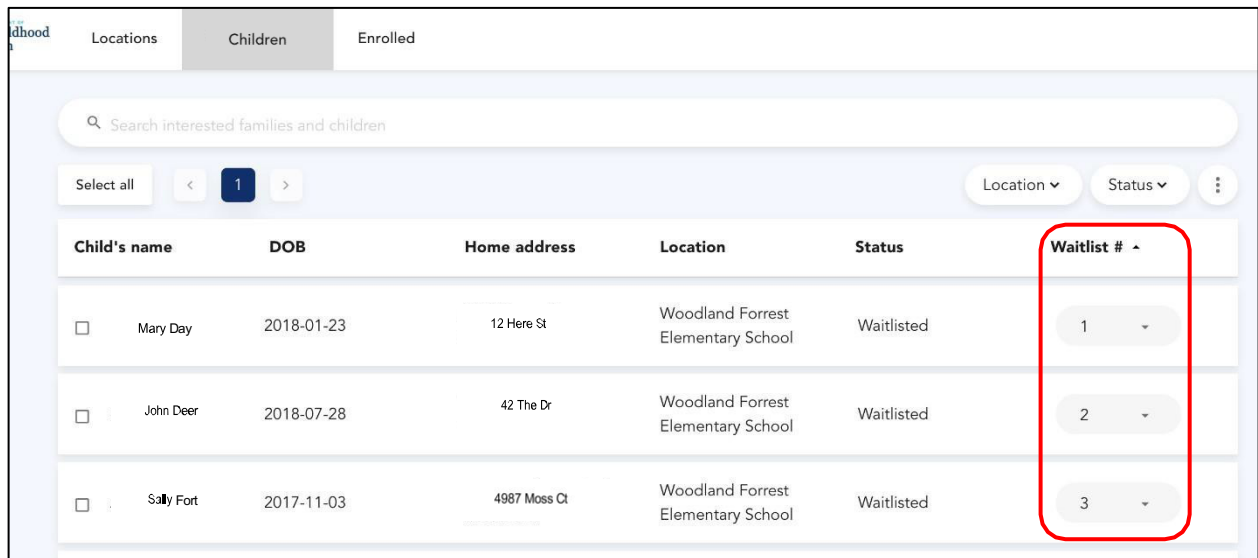 Locations Children Enrolled
Search interested families and children
Select all < 1 > Location Status
Child's name DOB Home address Location Status Waitlist #
Mary Day 2018-01-23 12 Here St Woodland Forrest Elementary School Waitlisted 1
John Deer 2018-07-28 42 The Dr Woodland Forrest Elementary School Waitlisted 2
Sally Fort 2017-11-03 4987 Moss Ct Woodland Forrest Elementary School Waitlisted 3